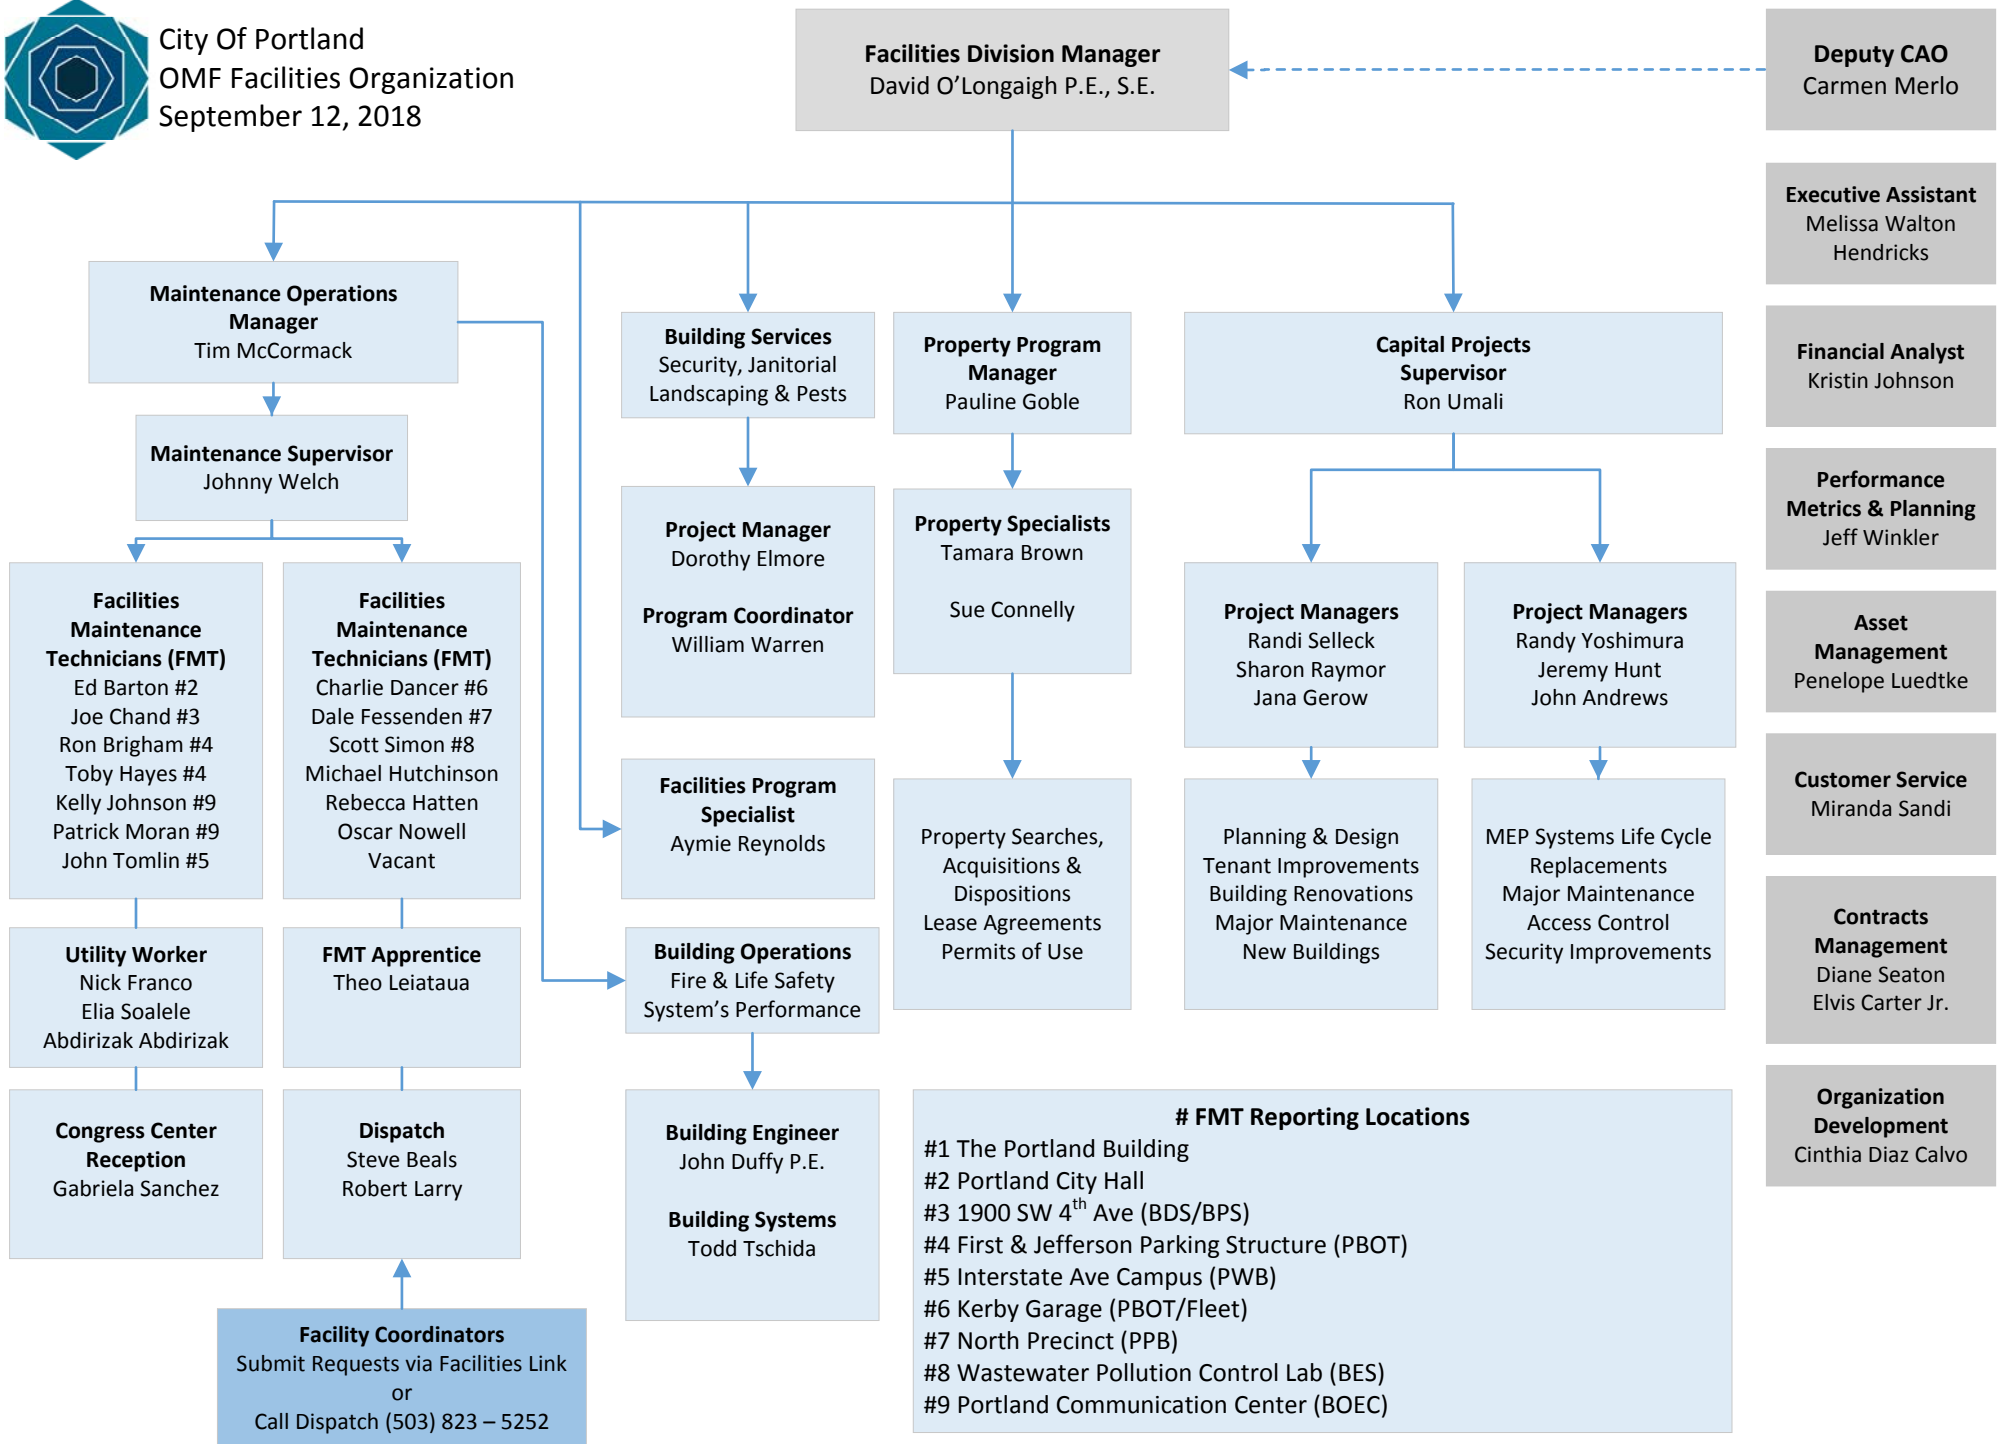 City Of Portland
OMF Facilities Organization
September 12, 2018
Facilities Division Manager
David O'Longaigh P.E., S.E.
Deputy CAO
Carmen Merlo
Executive Assistant
Melissa Walton
Hendricks
Financial Analyst
Kristin Johnson
Performance
Metrics & Planning
Jeff Winkler
Asset
Management
Penelope Luedtke
Customer Service
Miranda Sandi
Contracts
Management
Diane Seaton
Elvis Carter Jr.
Organization
Development
Cinthia Diaz Calvo
Maintenance Operations
Manager
Tim McCormack
Maintenance Supervisor
Johnny Welch
Facilities
Maintenance
Technicians (FMT)
Ed Barton #2
Joe Chand #3
Ron Brigham #4
Toby Hayes #4
Kelly Johnson #9
Patrick Moran #9
John Tomlin #5
Utility Worker
Nick Franco
Elia Soalele
Abdirizak Abdirizak
Congress Center
Reception
Gabriela Sanchez
Facilities
Maintenance
Technicians (FMT)
Charlie Dancer #6
Dale Fessenden #7
Scott Simon #8
Michael Hutchinson
Rebecca Hatten
Oscar Nowell
Vacant
FMT Apprentice
Theo Leiataua
Dispatch
Steve Beals
Robert Larry
Facility Coordinators
Submit Requests via Facilities Link
or
Call Dispatch (503) 823 – 5252
Building Services
Security, Janitorial
Landscaping & Pests
Project Manager
Dorothy Elmore
Program Coordinator
William Warren
Facilities Program
Specialist
Aymie Reynolds
Building Operations
Fire & Life Safety
System's Performance
Building Engineer
John Duffy P.E.
Building Systems
Todd Tschida
Property Program
Manager
Pauline Goble
Property Specialists
Tamara Brown
Sue Connelly
Property Searches,
Acquisitions &
Dispositions
Lease Agreements
Permits of Use
Capital Projects
Supervisor
Ron Umali
Project Managers
Randi Selleck
Sharon Raymor
Jana Gerow
Planning & Design
Tenant Improvements
Building Renovations
Major Maintenance
New Buildings
Project Managers
Randy Yoshimura
Jeremy Hunt
John Andrews
MEP Systems Life Cycle
Replacements
Major Maintenance
Access Control
Security Improvements
# FMT Reporting Locations
#1 The Portland Building
#2 Portland City Hall
#3 1900 SW 4th Ave (BDS/BPS)
#4 First & Jefferson Parking Structure (PBOT)
#5 Interstate Ave Campus (PWB)
#6 Kerby Garage (PBOT/Fleet)
#7 North Precinct (PPB)
#8 Wastewater Pollution Control Lab (BES)
#9 Portland Communication Center (BOEC)